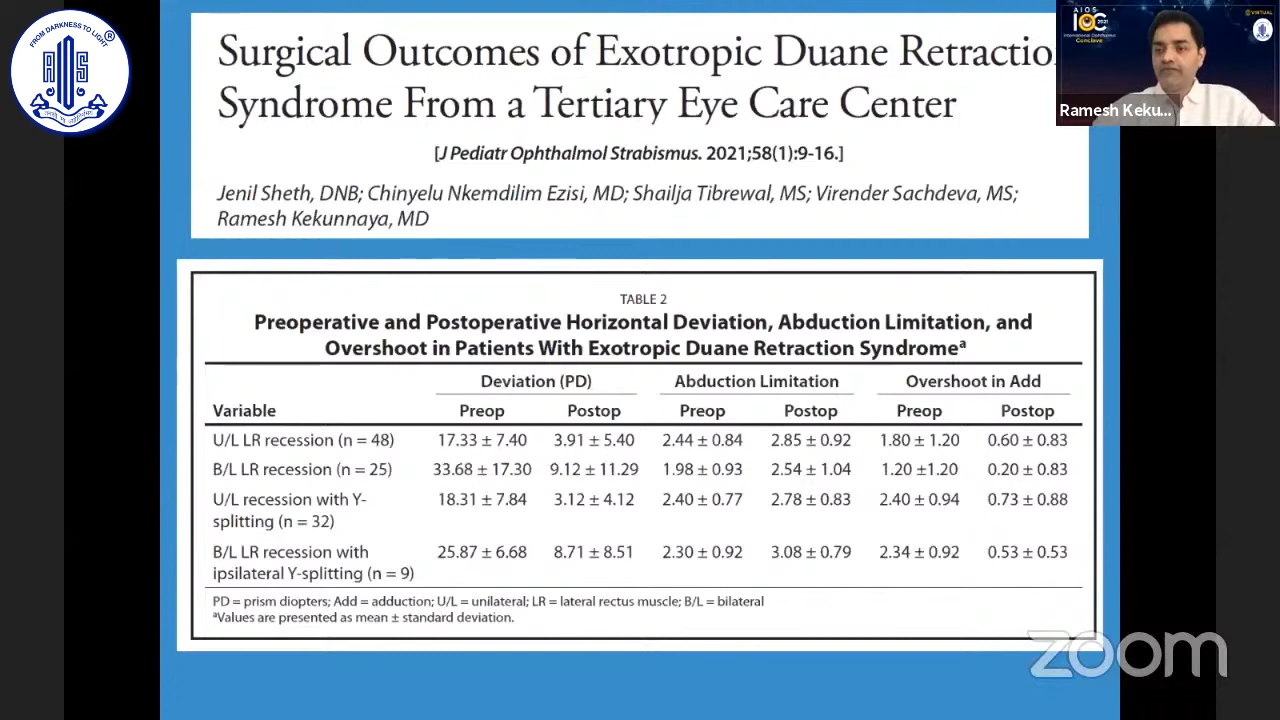 FROM DARKNESS TO LIGHT
®
AIOS
Surgical Outcomes of Exotropic Duane Retractio
Syndrome From a Tertiary Eye Care Center
[J Pediatr Ophthalmol Strabismus. 2021;58(1):9-16.]
Jenil Sheth, DNB; Chinyelu Nkemdilim Ezisi, MD; Shailja Tibrewal, MS; Virender Sachdeva, MS;
Ramesh Kekunnaya, MD
AIOS
IOC 2021
International Ophthalmic
Conclave
VIRTUAL
Ramesh Keku...
TABLE 2
Preoperative and Postoperative Horizontal Deviation, Abduction Limitation, and
Overshoot in Patients With Exotropic Duane Retraction Syndromeᵃ
Deviation (PD) Abduction Limitation Overshoot in Add
Variable Preop Postop Preop Postop Preop Postop
U/L LR recession (n = 48) 17.33 ± 7.40 3.91 ± 5.40 2.44 ± 0.84 2.85 ± 0.92 1.80 ± 1.20 0.60 ± 0.83
B/L LR recession (n = 25) 33.68 ± 17.30 9.12 ± 11.29 1.98 ± 0.93 2.54 ± 1.04 1.20 ±1.20 0.20 ± 0.83
U/L recession with Y- 18.31 ± 7.84 3.12 ± 4.12 2.40 ± 0.77 2.78 ± 0.83 2.40 ± 0.94 0.73 ± 0.88
splitting (n = 32)
B/L LR recession with 25.87 ± 6.68 8.71 ± 8.51 2.30 ± 0.92 3.08 ± 0.79 2.34 ± 0.92 0.53 ± 0.53
ipsilateral Y-splitting (n = 9)
PD = prism diopters; Add = adduction; U/L = unilateral; LR = lateral rectus muscle; B/L = bilateral
ᵃValues are presented as mean ± standard deviation.
zoom